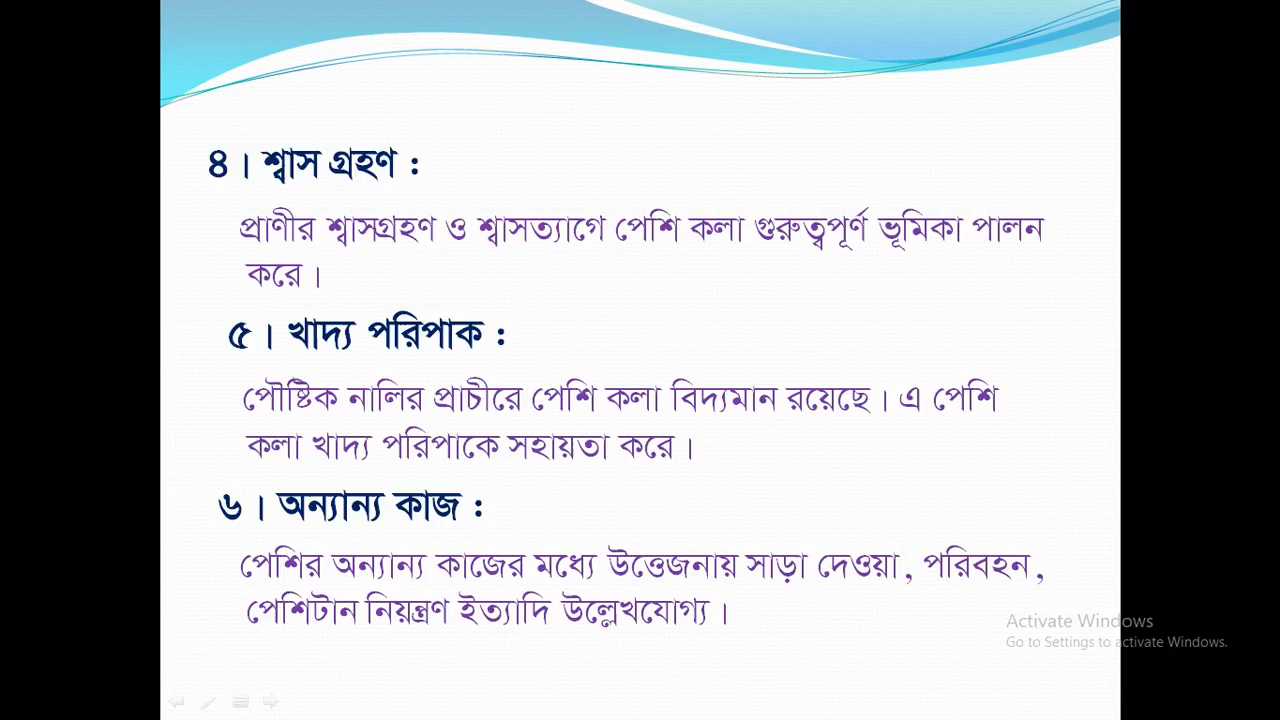 ৪। শ্বাস গ্রহণ :
প্রাণীর শ্বাসগ্রহণ ও শ্বাসত্যাগে পেশি কলা গুরুত্বপূর্ণ ভূমিকা পালন
করে।
৫। খাদ্য পরিপাক :
পৌষ্টিক নালির প্রাচীরে পেশি কলা বিদ্যমান রয়েছে। এ পেশি
কলা খাদ্য পরিপাকে সহায়তা করে।
৬। অন্যান্য কাজ :
পেশির অন্যান্য কাজের মধ্যে উত্তেজনায় সাড়া দেওয়া, পরিবহন,
পেশিটান নিয়ন্ত্রণ ইত্যাদি উল্লেখযোগ্য।
Activate Windows
Go to Settings to activate Windows.